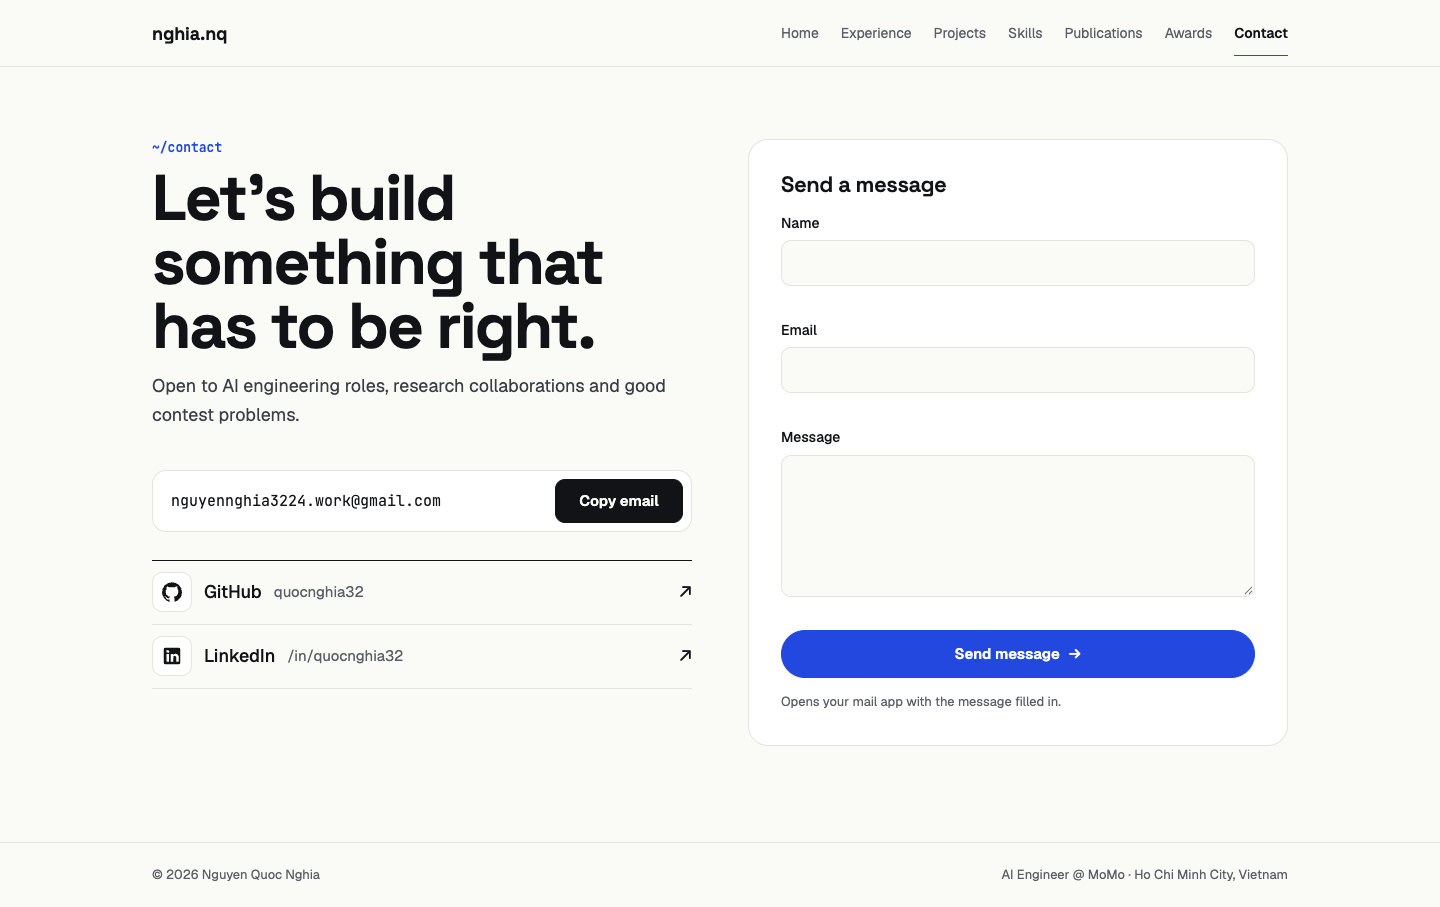 nghia.nq
Home Experience Projects Skills Publications Awards Contact
~/contact
Let’s build
something that
has to be right.
Open to AI engineering roles, research collaborations and good
contest problems.
nguyennghia3224.work@gmail.com
Copy email
GitHub quocnghia32
LinkedIn /in/quocnghia32
Send a message
Name
Email
Message
Send message →
Opens your mail app with the message filled in.
© 2026 Nguyen Quoc Nghia
AI Engineer @ MoMo · Ho Chi Minh City, Vietnam